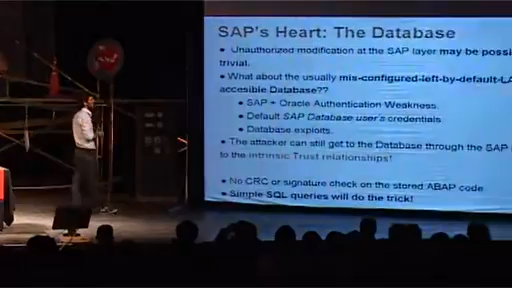 SAP's Heart: The Database
• Unauthorized modification at the SAP layer may be possi
trivial.
• What about the usually mis-configured-left-by-default-LA
accesible Database??
• SAP + Oracle Authentication Weakness.
• Default SAP Database user's credentials.
• Database exploits.
• The attacker can still get to the Database through the SAP
to the intrinsic Trust relationships!
• No CRC or signature check on the stored ABAP code.
• Simple SQL queries will do the trick!